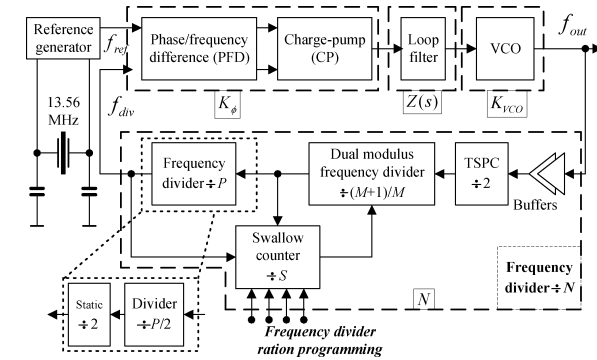 Reference
generator
f_ref
Phase/frequency
difference (PFD)
Charge-pump
(CP)
K_ϕ
Loop
filter
Z(s)
VCO
K_VCO
f_out
13.56
MHz
f_div
Frequency
divider÷P
Dual modulus
frequency divider
÷(M+1)/M
TSPC
÷2
Buffers
Swallow
counter
÷S
Frequency
divider÷N
N
Static
÷2
Divider
÷P/2
Frequency divider
ration programming